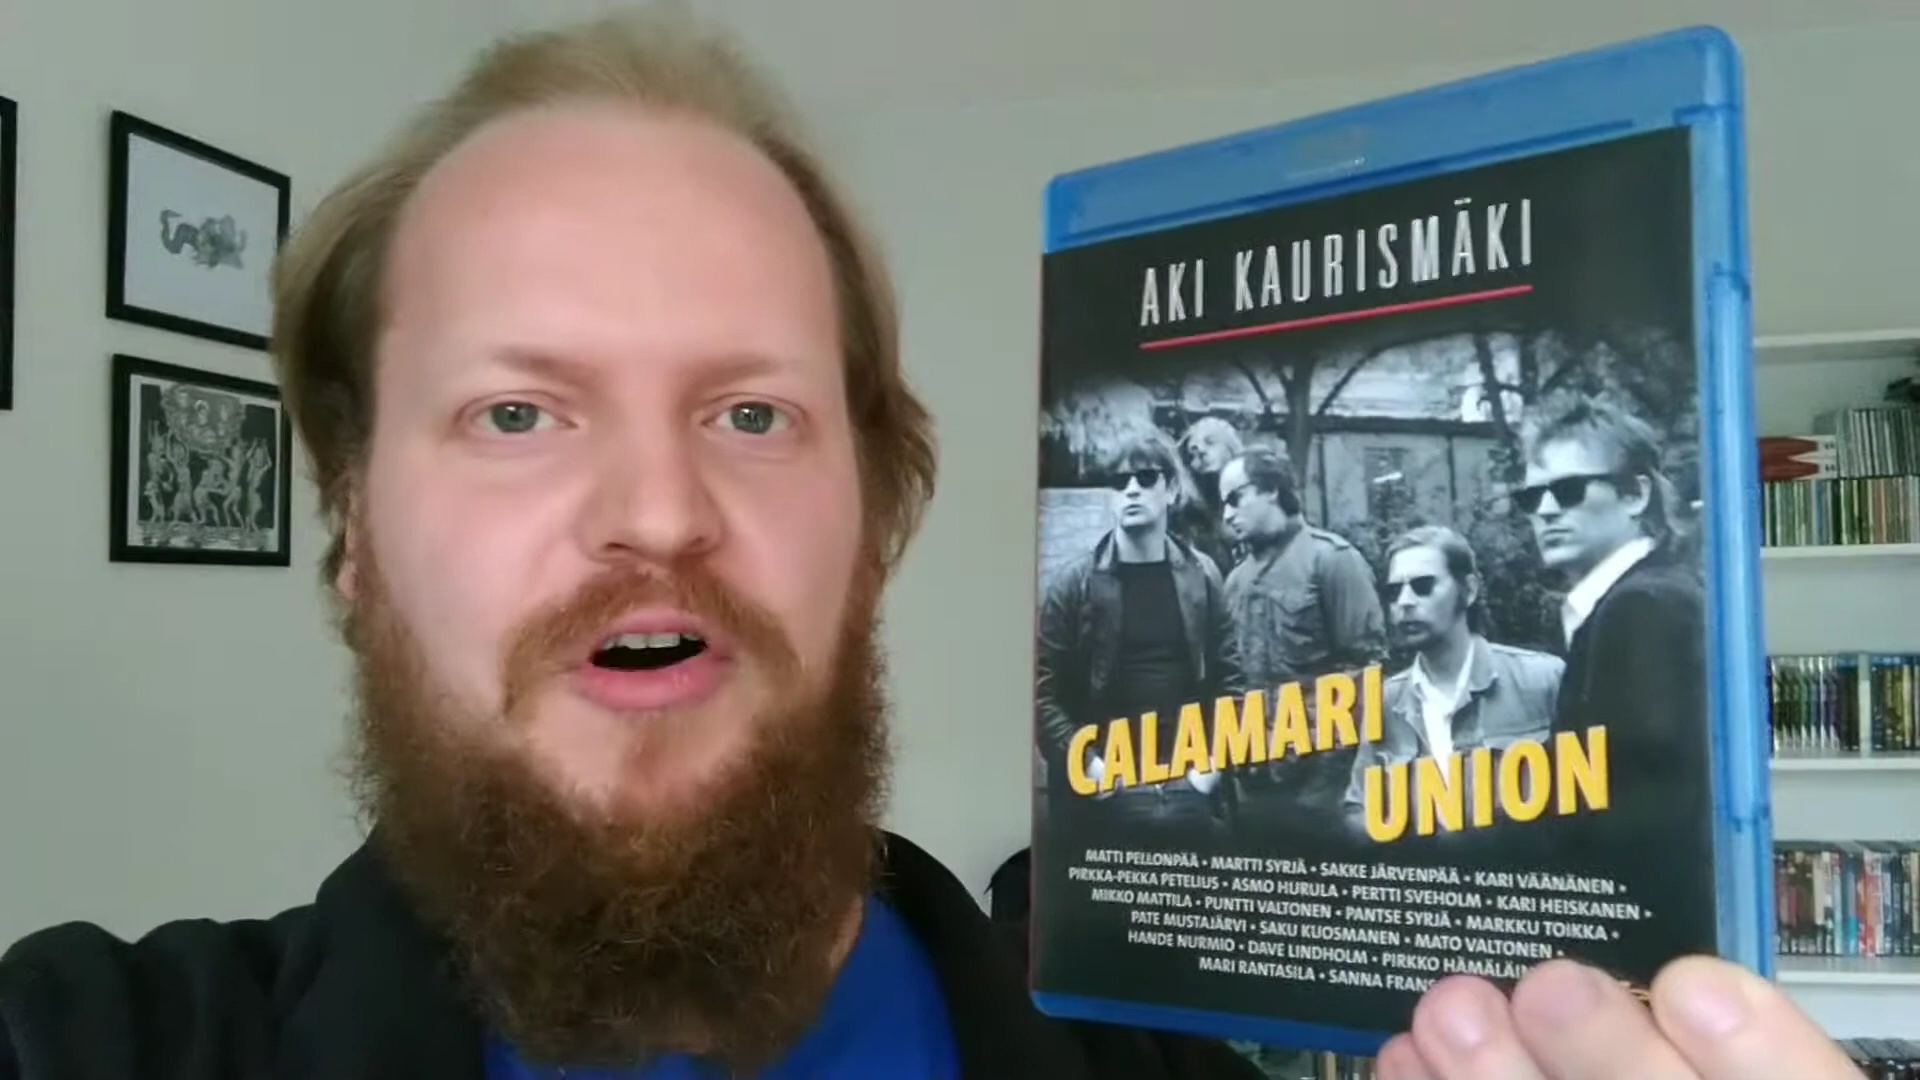 AKI KAURISMÄKI
CALAMARI
UNION
MATTI PELLONPÄÄ • MARTTI SYRJÄ • SAKKE JÄRVENPÄÄ • KARI VÄÄNÄNEN •
PIRKKA-PEKKA PETELIUS • ASMO HURULA • PERTTI SVEHOLM • KARI HEISKANEN •
MIKKO MATTILA • PUNTTI VALTONEN • PANTSE SYRJÄ • MARKKU TOIKKA •
PATE MUSTAJÄRVI • SAKU KUOSMANEN • MATO VALTONEN •
HANDE NURMIO • DAVE LINDHOLM • PIRKKO
MARI RANTASILA • SANNA